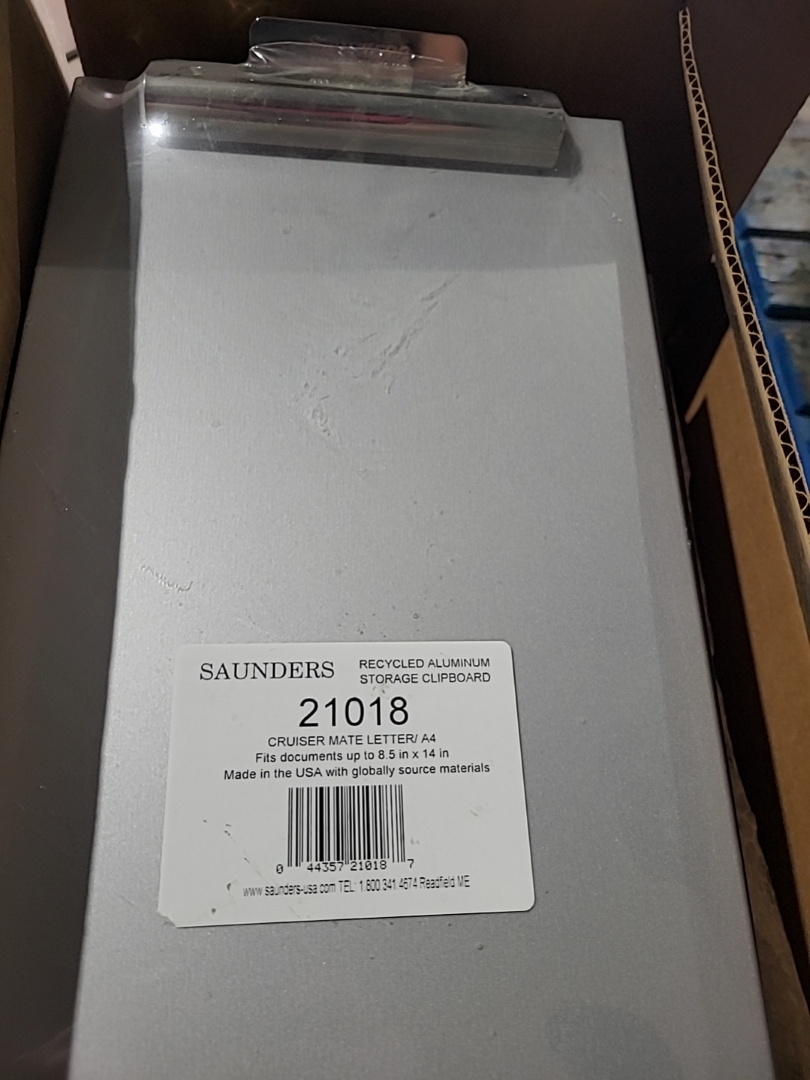 SAUNDERS
RECYCLED ALUMINUM
STORAGE CLIPBOARD
21018
CRUISER MATE LETTER/ A4
Fits documents up to 8.5 in x 14 in
Made in the USA with globally source materials
0 44357 21018 7
www.saunders-usa.com TEL: 1 800 341 4674 Readfield ME